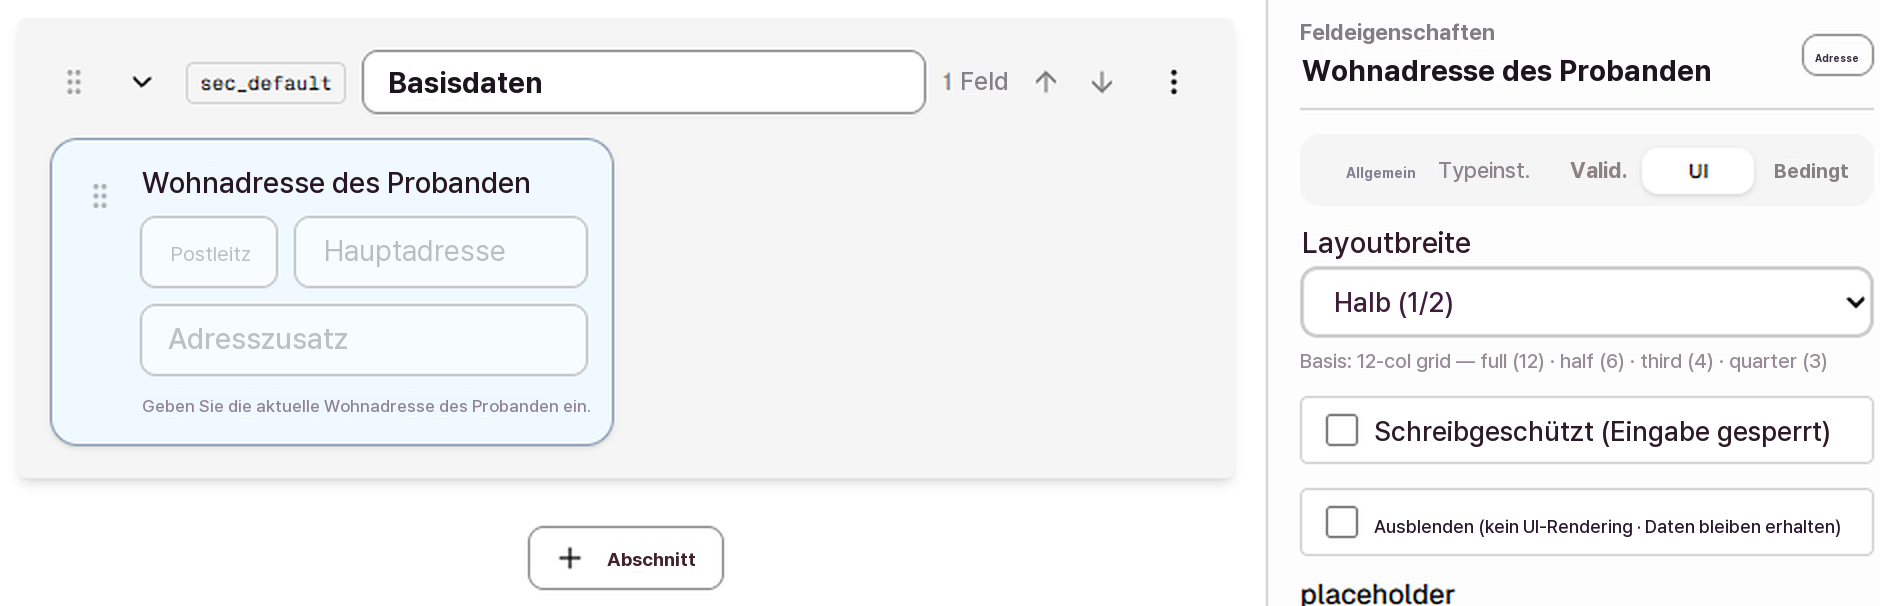 sec_default
Basisdaten
1 Feld
Wohnadresse des Probanden
Postleitz
Hauptadresse
Adresszusatz
Geben Sie die aktuelle Wohnadresse des Probanden ein.
Abschnitt
Feldeigenschaften
Wohnadresse des Probanden
Adresse
Allgemein Typeinst. Valid. UI Bedingt
Layoutbreite
Halb (1/2)
Basis: 12-col grid — full (12) · half (6) · third (4) · quarter (3)
Schreibgeschützt (Eingabe gesperrt)
Ausblenden (kein UI-Rendering · Daten bleiben erhalten)
placeholder